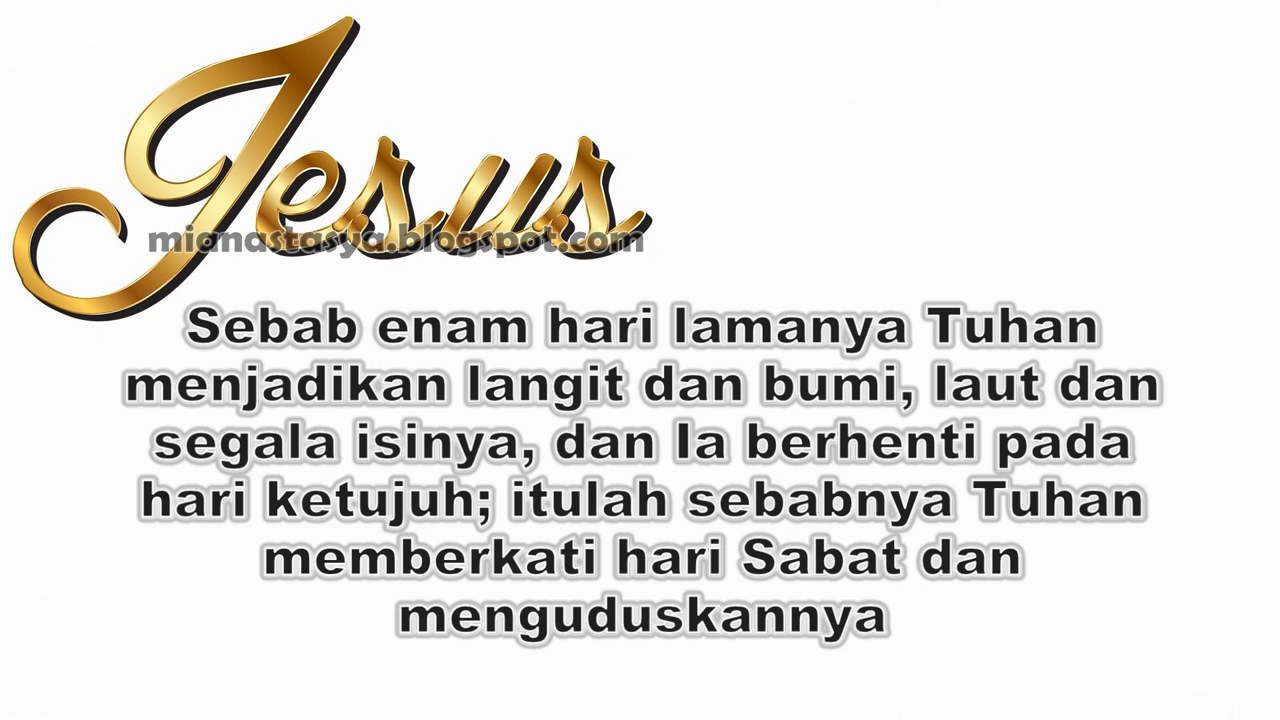 Jesus
mianastasya.blogspot.com
Sebab enam hari lamanya Tuhan
menjadikan langit dan bumi, laut dan
segala isinya, dan Ia berhenti pada
hari ketujuh; itulah sebabnya Tuhan
memberkati hari Sabat dan
menguduskannya